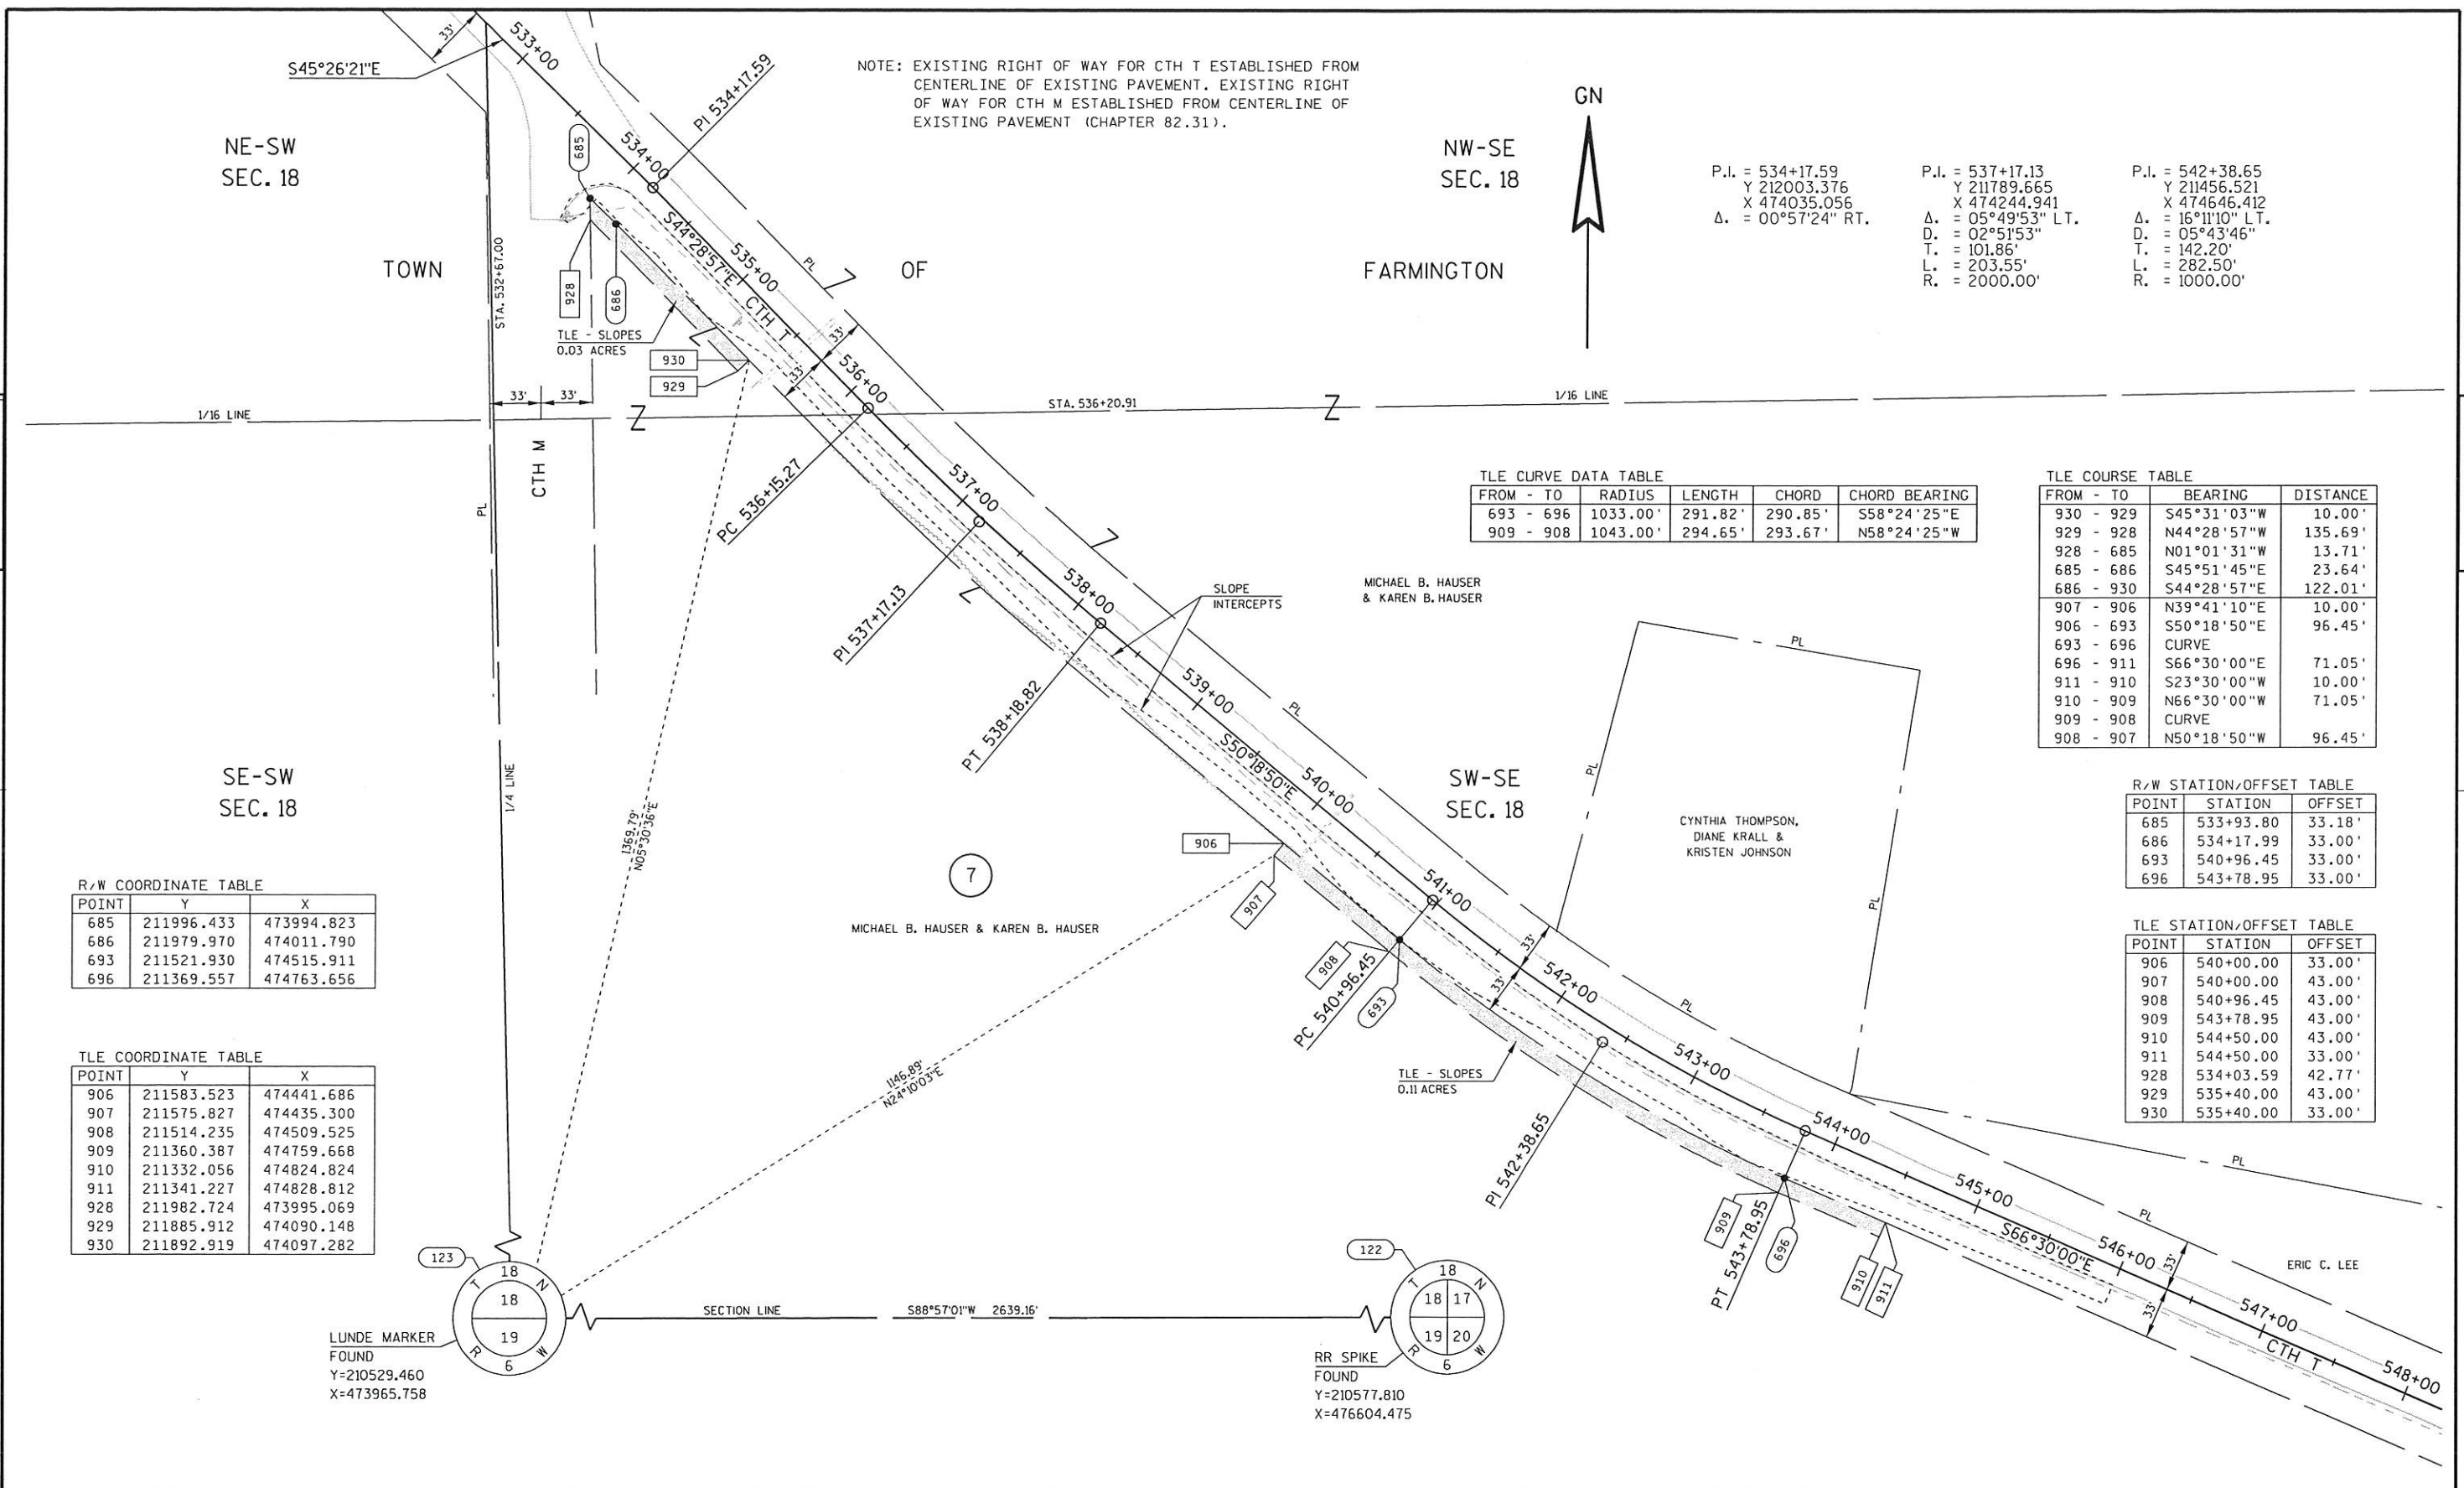 33'
S45°26'21"E
533+00
534+00
PI 534+17.59
NOTE: EXISTING RIGHT OF WAY FOR CTH T ESTABLISHED FROM
CENTERLINE OF EXISTING PAVEMENT. EXISTING RIGHT
OF WAY FOR CTH M ESTABLISHED FROM CENTERLINE OF
EXISTING PAVEMENT (CHAPTER 82.31).
GN
NE-SW
SEC. 18
NW-SE
SEC. 18
P.I. = 534+17.59
Y 212003.376
X 474035.056
Δ. = 00°57'24" RT.
P.I. = 537+17.13
Y 211789.665
X 474244.941
Δ. = 05°49'53" LT.
D. = 02°51'53"
T. = 101.86'
L. = 203.55'
R. = 2000.00'
P.I. = 542+38.65
Y 211456.521
X 474646.412
Δ. = 16°11'10" LT.
D. = 05°43'46"
T. = 142.20'
L. = 282.50'
R. = 1000.00'
TOWN OF FARMINGTON
685
928
686
STA. 532+67.00
S44°28'57"E
CTH T
535+00
PL
Z
TLE - SLOPES
0.03 ACRES
930
929
33'
33'
536+00
33'
33'
1/16 LINE
Z
STA. 536+20.91
Z
1/16 LINE
CTH M
PL
PC 536+15.27
537+00
PI 537+17.13
Z
Z
538+00
PT 538+18.82
SLOPE
INTERCEPTS
MICHAEL B. HAUSER
& KAREN B. HAUSER
TLE CURVE DATA TABLE
FROM - TO RADIUS LENGTH CHORD CHORD BEARING
693 - 696 1033.00' 291.82' 290.85' S58°24'25"E
909 - 908 1043.00' 294.65' 293.67' N58°24'25"W
TLE COURSE TABLE
FROM - TO BEARING DISTANCE
930 - 929 S45°31'03"W 10.00'
929 - 928 N44°28'57"W 135.69'
928 - 685 N01°01'31"W 13.71'
685 - 686 S45°51'45"E 23.64'
686 - 930 S44°28'57"E 122.01'
907 - 906 N39°41'10"E 10.00'
906 - 693 S50°18'50"E 96.45'
693 - 696 CURVE
696 - 911 S66°30'00"E 71.05'
911 - 910 S23°30'00"W 10.00'
910 - 909 N66°30'00"W 71.05'
909 - 908 CURVE
908 - 907 N50°18'50"W 96.45'
539+00
PL
PL
PL
PL
S50°18'50"E
540+00
SE-SW
SEC. 18
1/4 LINE
1369.79'
N05°30'36"E
SW-SE
SEC. 18
CYNTHIA THOMPSON,
DIANE KRALL &
KRISTEN JOHNSON
R/W STATION/OFFSET TABLE
POINT STATION OFFSET
685 533+93.80 33.18'
686 534+17.99 33.00'
693 540+96.45 33.00'
696 543+78.95 33.00'
906
907
7
MICHAEL B. HAUSER & KAREN B. HAUSER
541+00
R/W COORDINATE TABLE
POINT Y X
685 211996.433 473994.823
686 211979.970 474011.790
693 211521.930 474515.911
696 211369.557 474763.656
TLE STATION/OFFSET TABLE
POINT STATION OFFSET
906 540+00.00 33.00'
907 540+00.00 43.00'
908 540+96.45 43.00'
909 543+78.95 43.00'
910 544+50.00 43.00'
911 544+50.00 33.00'
928 534+03.59 42.77'
929 535+40.00 43.00'
930 535+40.00 33.00'
908
693
PC 540+96.45
33'
33'
542+00
PL
TLE COORDINATE TABLE
POINT Y X
906 211583.523 474441.686
907 211575.827 474435.300
908 211514.235 474509.525
909 211360.387 474759.668
910 211332.056 474824.824
911 211341.227 474828.812
928 211982.724 473995.069
929 211885.912 474090.148
930 211892.919 474097.282
1146.89'
N24°10'03"E
TLE - SLOPES
0.11 ACRES
543+00
PI 542+38.65
544+00
PL
545+00
PL
909
696
PT 543+78.95
910
911
S66°30'00"E
546+00
33'
33'
ERIC C. LEE
123
18
T N
18
19
R W
6
LUNDE MARKER
FOUND
Y=210529.460
X=473965.758
SECTION LINE S88°57'01"W 2639.16'
122
18
T N
18 17
19 20
R W
6
RR SPIKE
FOUND
Y=210577.810
X=476604.475
547+00
CTH T
548+00